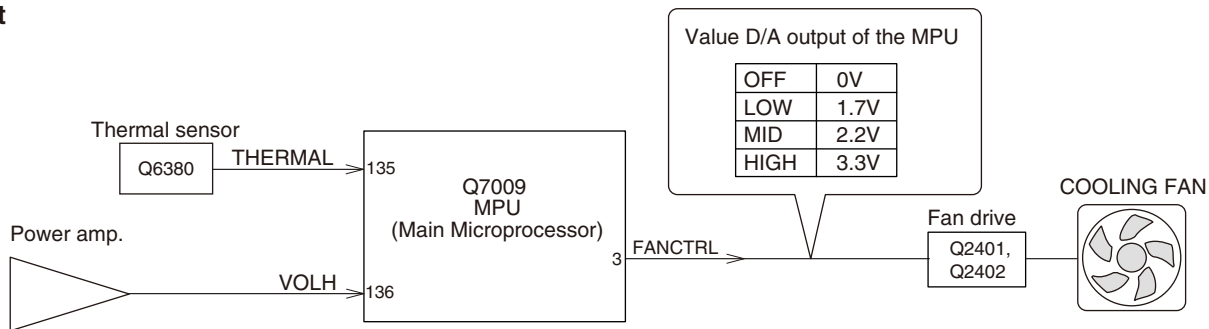 t
Value D/A output of the MPU
OFF 0V
LOW 1.7V
MID 2.2V
HIGH 3.3V
Thermal sensor
Q6380
THERMAL
135
Q7009
MPU
(Main Microprocessor)
Power amp.
VOLH
136
3
FANCTRL
Fan drive
Q2401,
Q2402
COOLING FAN